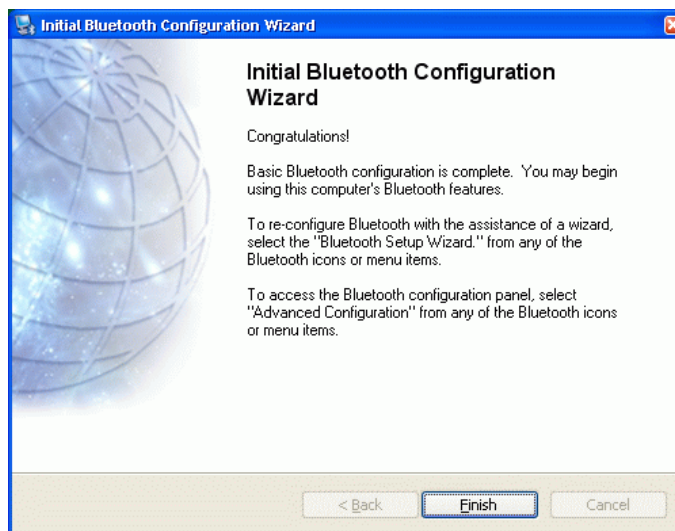 Initial Bluetooth Configuration Wizard
Initial Bluetooth Configuration
Wizard
Congratulations!
Basic Bluetooth configuration is complete. You may begin
using this computer's Bluetooth features.
To re-configure Bluetooth with the assistance of a wizard,
select the "Bluetooth Setup Wizard." from any of the
Bluetooth icons or menu items.
To access the Bluetooth configuration panel, select
"Advanced Configuration" from any of the Bluetooth icons
or menu items.
< Back
Finish
Cancel